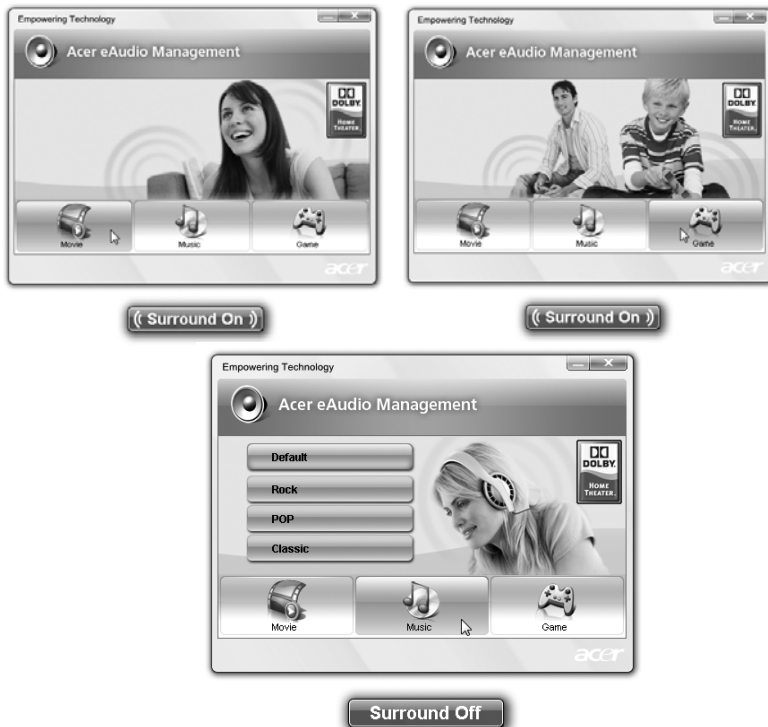 Empowering Technology
Acer eAudio Management
DOLBY
HOME
THEATER
Movie
Music
Game
acer
(( Surround On ))
Empowering Technology
Acer eAudio Management
DOLBY
HOME
THEATER
Movie
Music
Game
acer
(( Surround On ))
Empowering Technology
Acer eAudio Management
Default
Rock
POP
Classic
DOLBY
HOME
THEATER
Movie
Music
Game
acer
Surround Off